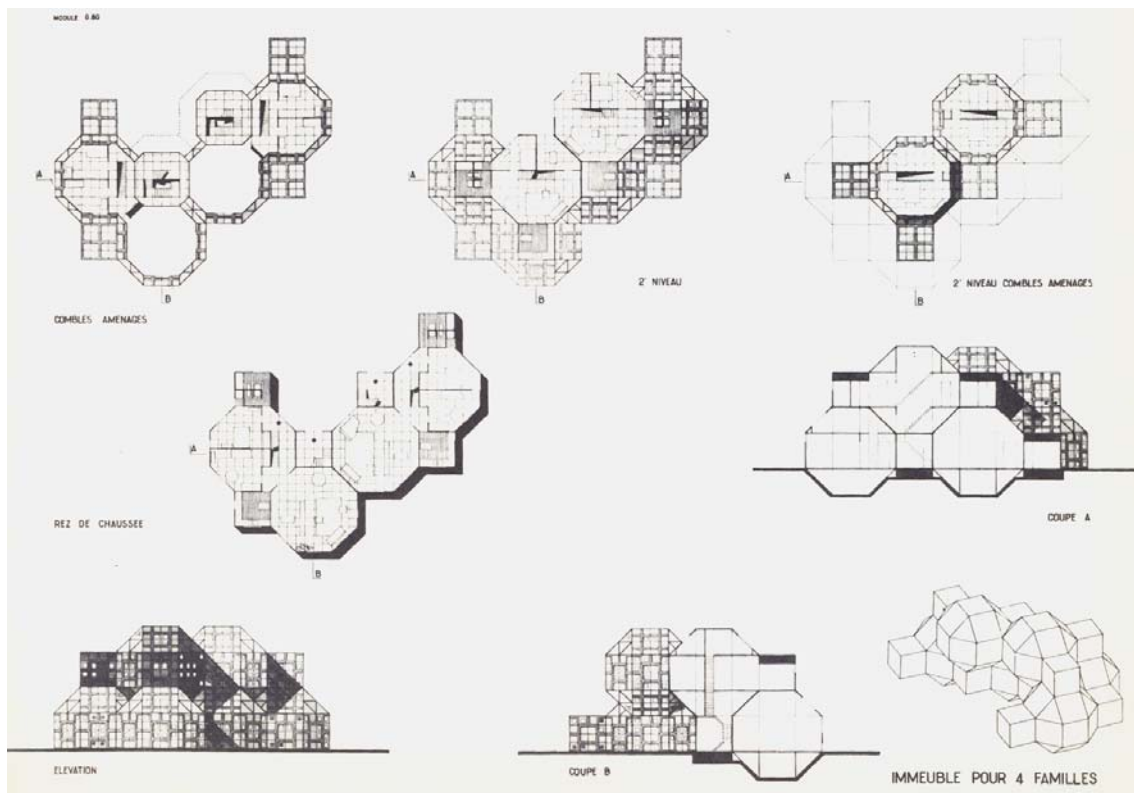 MODULE 0.80
A
B
COMBLES AMENAGES
A
B
2' NIVEAU
A
B
2' NIVEAU COMBLES AMENAGES
A
B
REZ DE CHAUSSEE
COUPE A
ELEVATION
COUPE B
IMMEUBLE POUR 4 FAMILLES